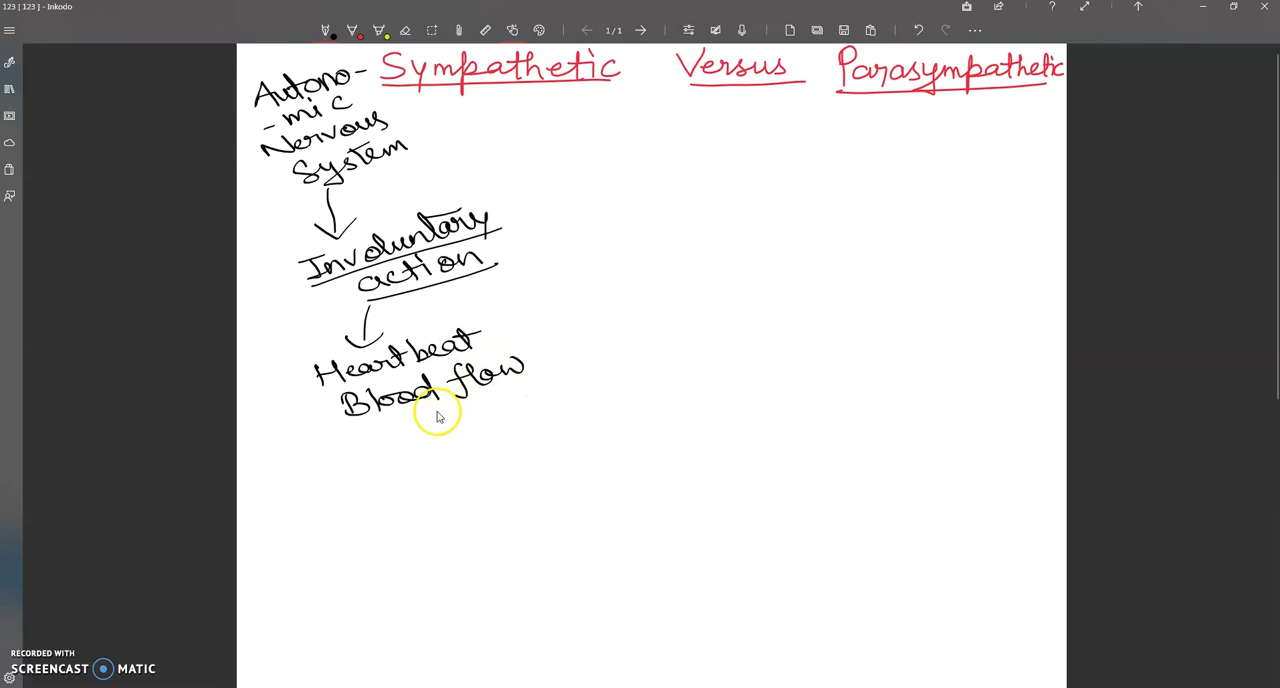 123 [ 123 ] - Inkodo
1/1
Sympathetic Versus Parasympathetic
Autono-
-mic
Nervous
System
Involuntary
action
Heartbeat
Blood flow
RECORDED WITH
SCREENCAST MATIC